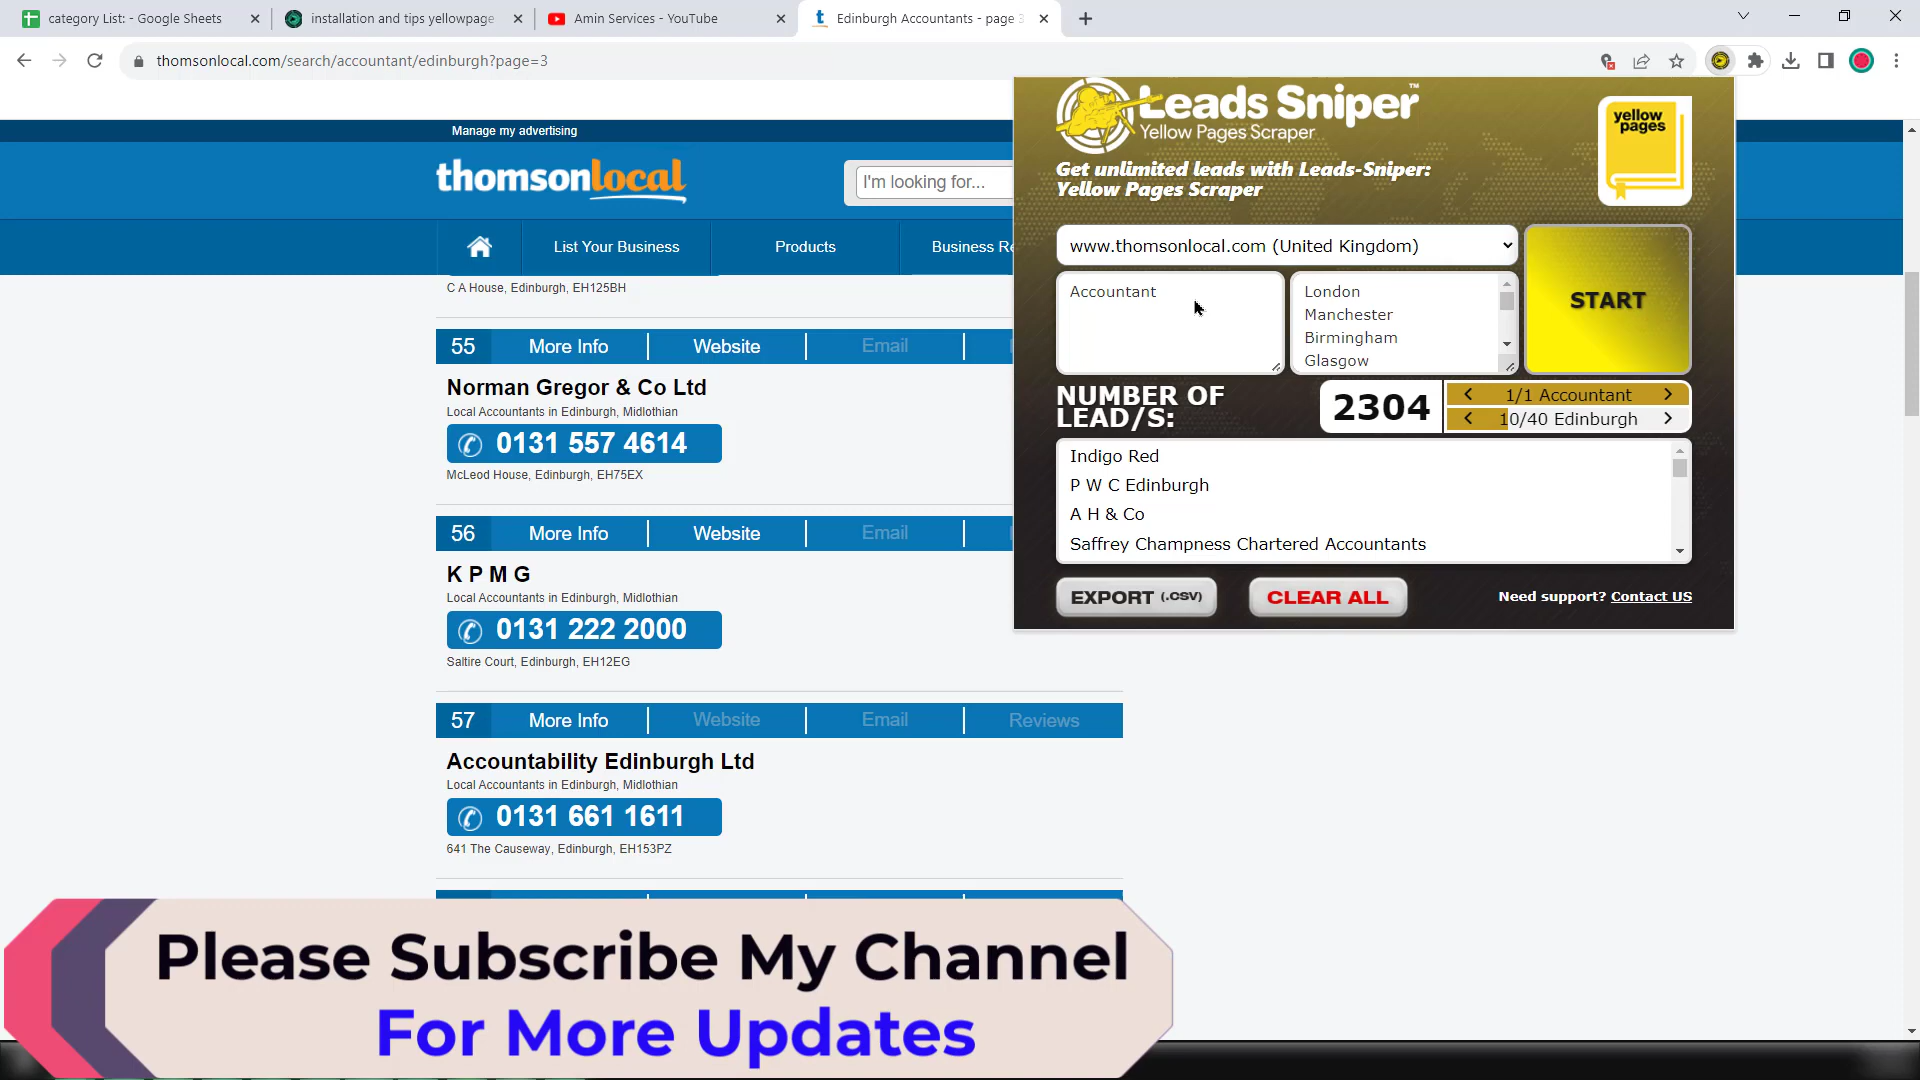 category List: - Google Sheets
installation and tips yellowpage
Amin Services - YouTube
Edinburgh Accountants - page 3
thomsonlocal.com/search/accountant/edinburgh?page=3
Manage my advertising
thomsonlocal
I'm looking for...
List Your Business
Products
Business Re
C A House, Edinburgh, EH125BH
55 More Info Website Email
Norman Gregor & Co Ltd
Local Accountants in Edinburgh, Midlothian
0131 557 4614
McLeod House, Edinburgh, EH75EX
56 More Info Website Email
K P M G
Local Accountants in Edinburgh, Midlothian
0131 222 2000
Saltire Court, Edinburgh, EH12EG
57 More Info Website Email Reviews
Accountability Edinburgh Ltd
Local Accountants in Edinburgh, Midlothian
0131 661 1611
641 The Causeway, Edinburgh, EH153PZ
Leads Sniper™
Yellow Pages Scraper
yellow
pages
Get unlimited leads with Leads-Sniper:
Yellow Pages Scraper
www.thomsonlocal.com (United Kingdom)
Accountant
London
Manchester
Birmingham
Glasgow
START
NUMBER OF
LEAD/S:
2304
1/1 Accountant
10/40 Edinburgh
Indigo Red
P W C Edinburgh
A H & Co
Saffrey Champness Chartered Accountants
EXPORT (.CSV)
CLEAR ALL
Need support? Contact US
Please Subscribe My Channel
For More Updates